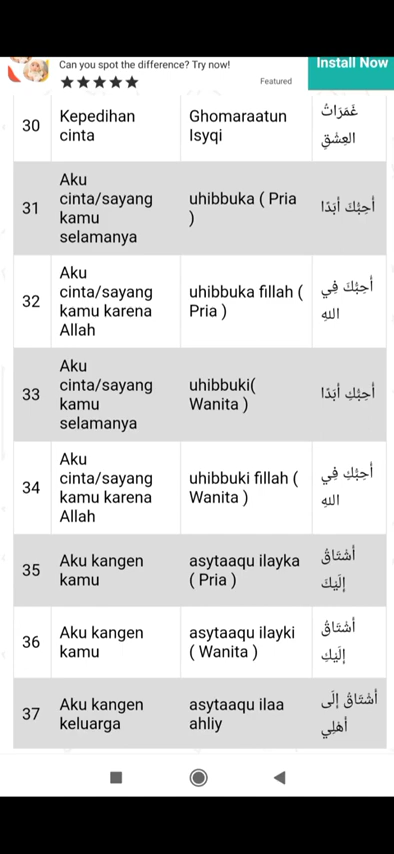 Can you spot the difference? Try now!
Install Now
★★★★★
Featured
30
Kepedihan
cinta
Ghomaraatun
Isyqi
غَمَرَاتُ
العِشْقِ
31
Aku
cinta/sayang
kamu
selamanya
uhibbuka ( Pria
)
أُحِبُّكَ أَبَدًا
32
Aku
cinta/sayang
kamu karena
Allah
uhibbuka fillah (
Pria )
أُحِبُّكَ فِي
اللهِ
33
Aku
cinta/sayang
kamu
selamanya
uhibbuki(
Wanita )
أُحِبُّكِ أَبَدًا
34
Aku
cinta/sayang
kamu karena
Allah
uhibbuki fillah (
Wanita )
أُحِبُّكِ فِي
اللهِ
35
Aku kangen
kamu
asytaaqu ilayka
( Pria )
أَشْتَاقُ
إِلَيْكَ
36
Aku kangen
kamu
asytaaqu ilayki
( Wanita )
أَشْتَاقُ
إِلَيْكِ
37
Aku kangen
keluarga
asytaaqu ilaa
ahliy
أَشْتَاقُ إِلَى
أَهْلِي